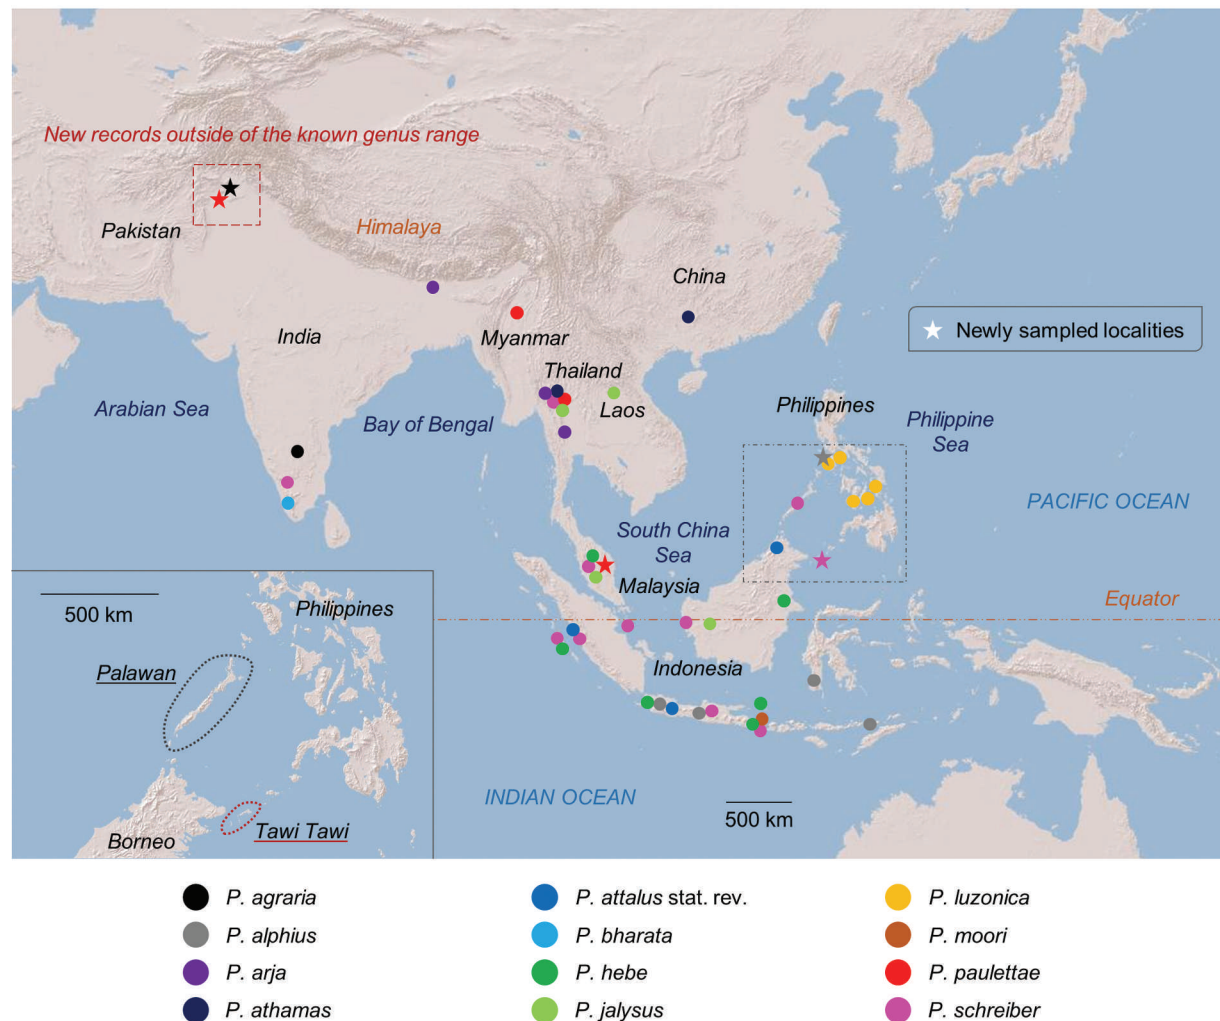 New records outside of the known genus range
Pakistan
Himalaya
China
India
Myanmar
Newly sampled localities
Thailand
Laos
Arabian Sea
Bay of Bengal
Philippines
Philippine
Sea
PACIFIC OCEAN
South China
Sea
Malaysia
Equator
Indonesia
INDIAN OCEAN
500 km
500 km
Philippines
Palawan
Borneo
Tawi Tawi
P. agraria
P. alphius
P. arja
P. athamas
P. attalus stat. rev.
P. bharata
P. hebe
P. jalysus
P. luzonica
P. moori
P. paulettae
P. schreiber